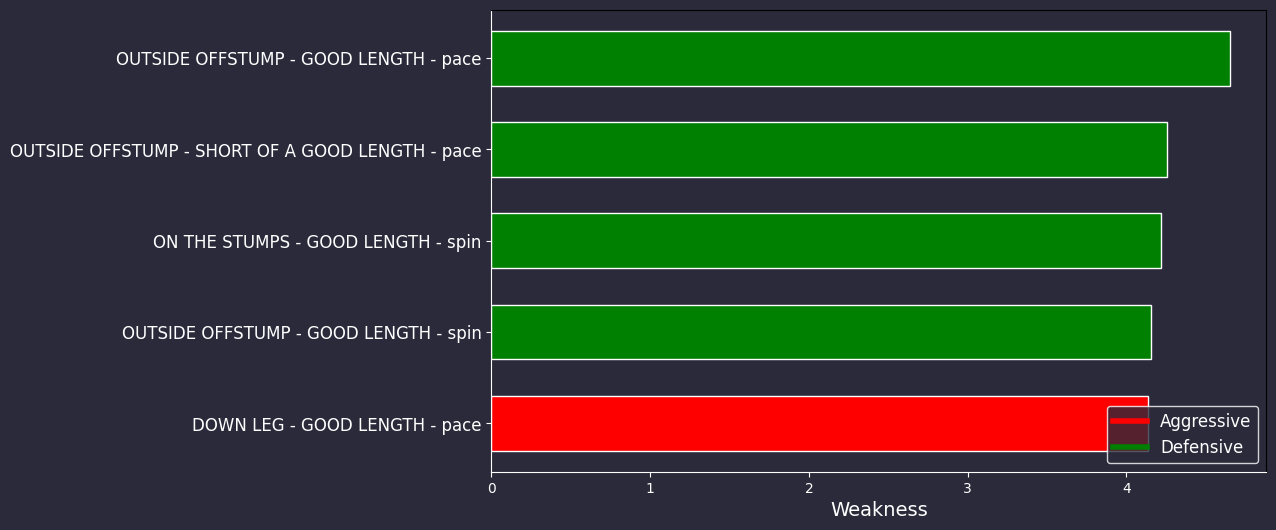 OUTSIDE OFFSTUMP - GOOD LENGTH - pace
OUTSIDE OFFSTUMP - SHORT OF A GOOD LENGTH - pace
ON THE STUMPS - GOOD LENGTH - spin
OUTSIDE OFFSTUMP - GOOD LENGTH - spin
DOWN LEG - GOOD LENGTH - pace
Aggressive
Defensive
0 1 2 3 4
Weakness